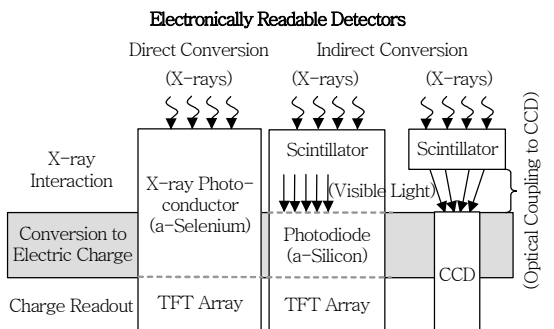 Electronically Readable Detectors
Direct Conversion
Indirect Conversion
(X-rays)
(X-rays)
(X-rays)
X-ray
Interaction
X-ray Photo-
conductor
(a-Selenium)
Scintillator
Scintillator
(Visible Light)
(Optical Coupling to CCD)
Conversion to
Electric Charge
Photodiode
(a-Silicon)
CCD
Charge Readout
TFT Array
TFT Array